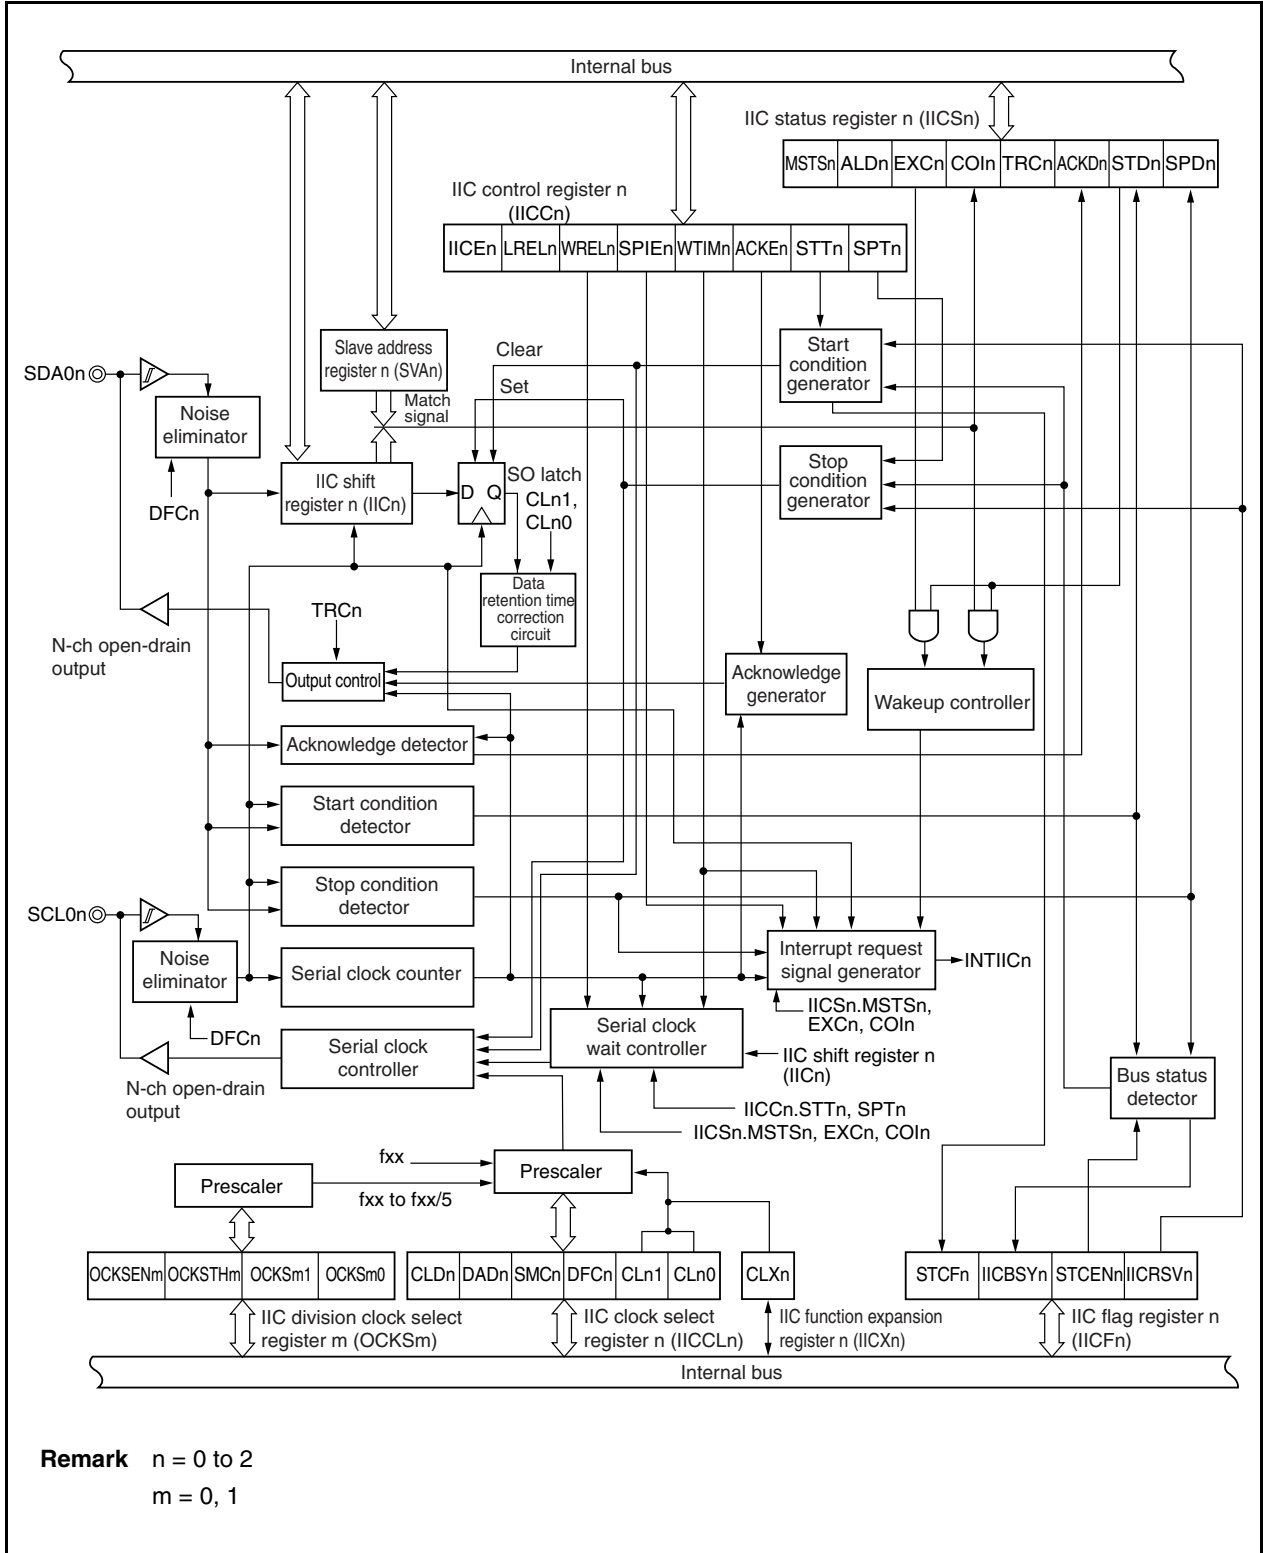 Internal bus
IIC status register n (IICSn)
MSTSn ALDn EXCn COIn TRCn ACKDn STDn SPDn
IIC control register n
(IICCn)
IICEn LRELn WRELn SPIEn WTIMn ACKEn STTn SPTn
Slave address
register n (SVAn)
Clear
Start
condition
generator
SDA0n
Set
Match
signal
Noise
eliminator
Stop
condition
generator
IIC shift
register n (IICn)
D Q
SO latch
CLn1,
CLn0
DFCn
Data
retention time
correction
circuit
TRCn
N-ch open-drain
output
Output control
Acknowledge
generator
Wakeup controller
Acknowledge detector
Start condition
detector
Stop condition
detector
SCL0n
Noise
eliminator
Serial clock counter
Interrupt request
signal generator
INTIICn
IICSn.MSTSn,
EXCn, COIn
DFCn
Serial clock
controller
Serial clock
wait controller
IIC shift register n
(IICn)
N-ch open-drain
output
Bus status
detector
IICCn.STTn, SPTn
IICSn.MSTSn, EXCn, COIn
fxx
Prescaler
Prescaler
fxx to fxx/5
OCKSENm OCKSTHm OCKSm1 OCKSm0
CLDn DADn SMCn DFCn CLn1 CLn0
CLXn
STCFn IICBSYn STCENn IICRSVn
IIC division clock select
register m (OCKSm)
IIC clock select
register n (IICCLn)
IIC function expansion
register n (IICXn)
IIC flag register n
(IICFn)
Internal bus
Remark n = 0 to 2
m = 0, 1